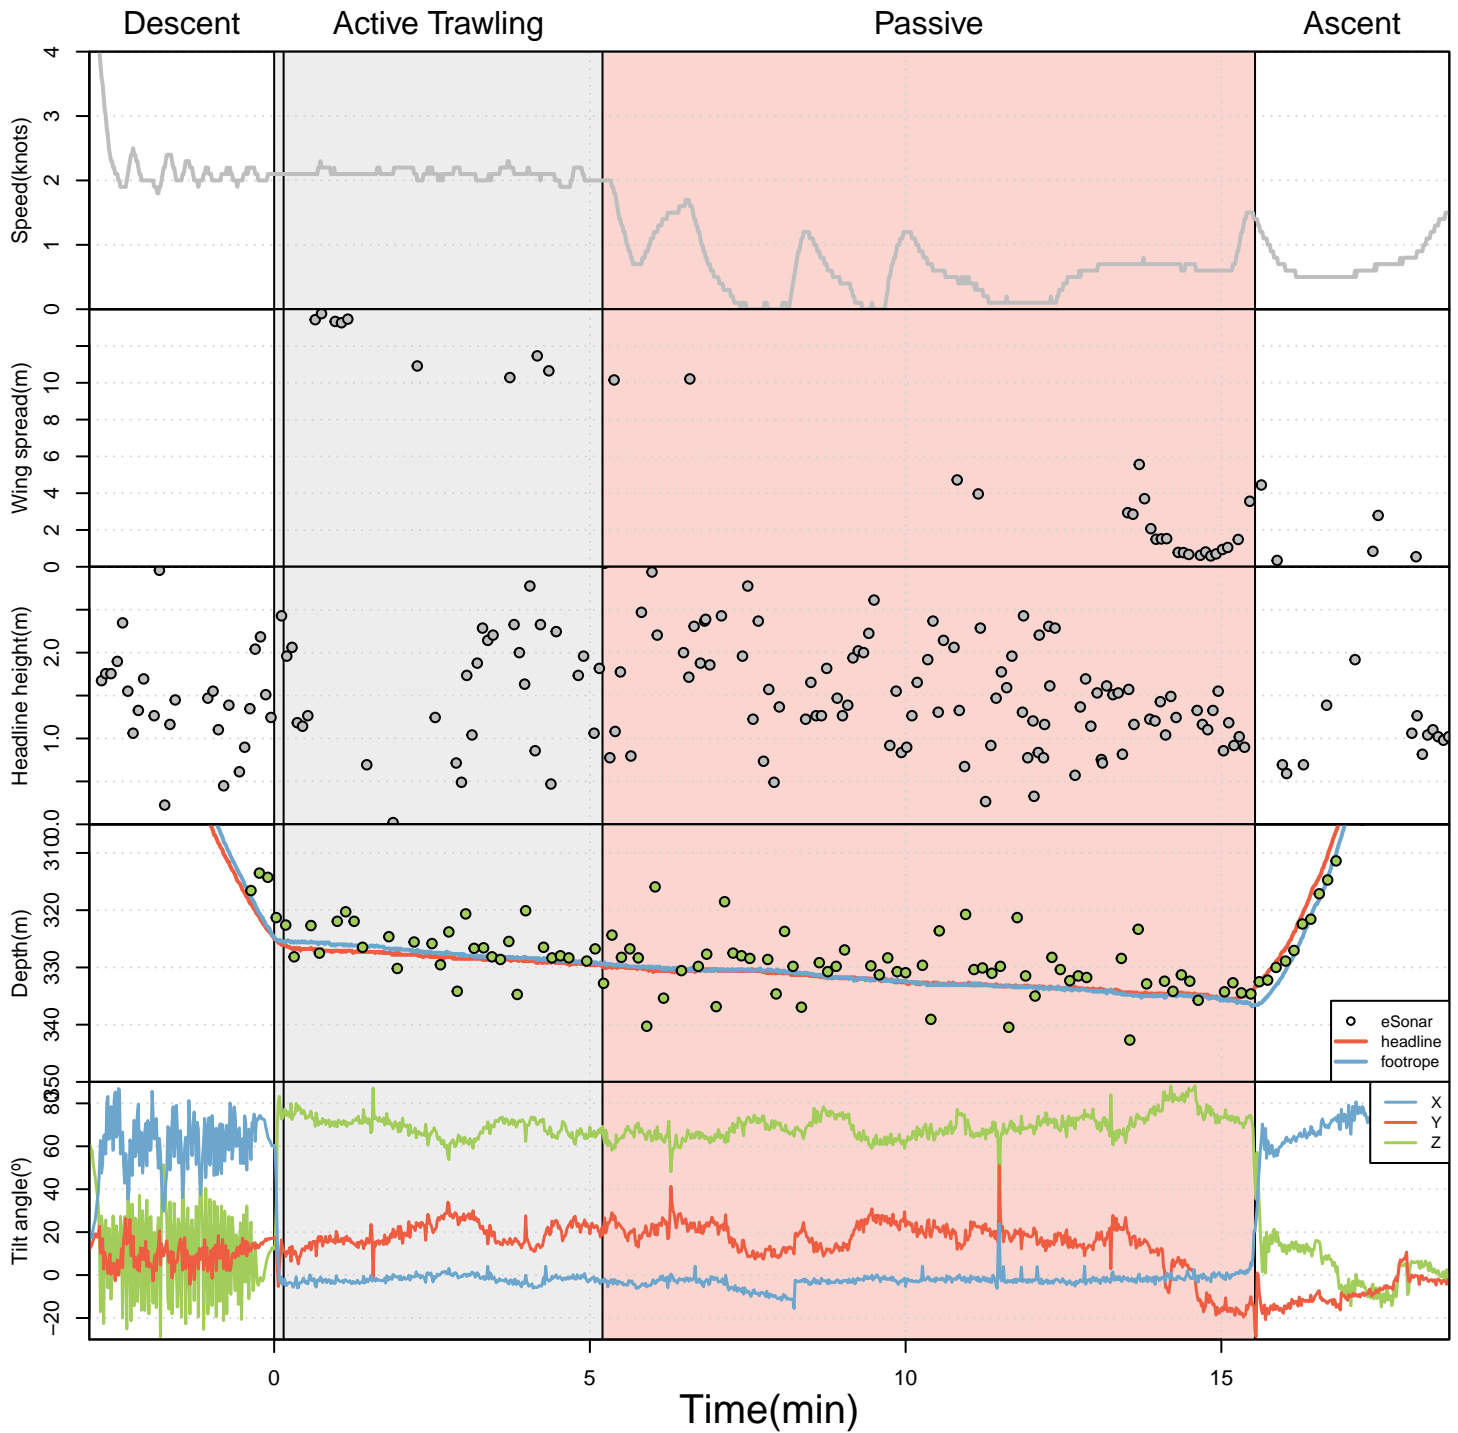 Descent Active Trawling Passive Ascent
Speed(knots)
4
3
2
1
0
Wing spread(m)
10
8
6
4
2
0
Headline height(m)
2.0
1.0
0.0
Depth(m)
310
320
330
340
350
eSonar
headline
footrope
Tilt angle(º)
80
60
40
20
0
−20
X
Y
Z
0 5 10 15
Time(min)